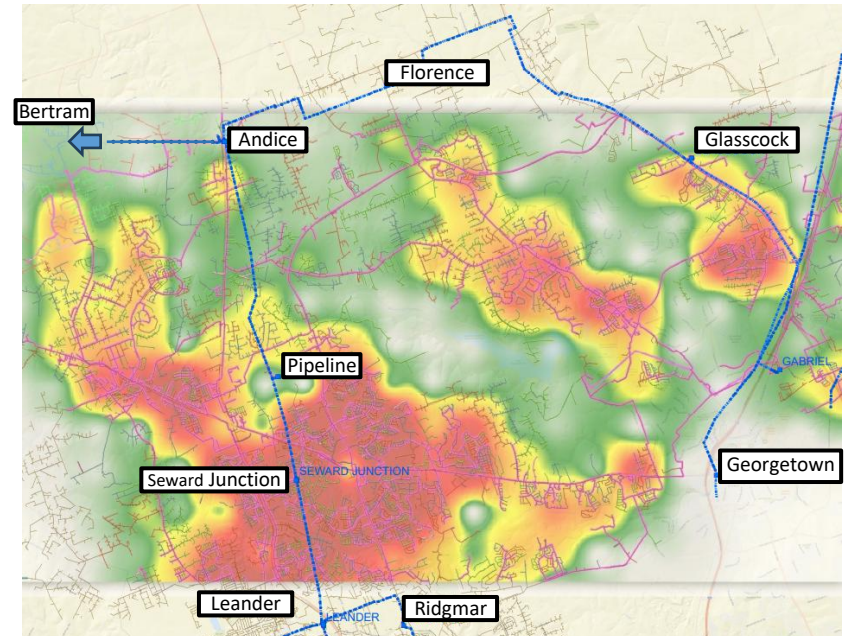 Florence
Bertram
Andice
Glasscock
Pipeline
GABRIEL
Seward Junction
SEWARD JUNCTION
Georgetown
Leander
LEANDER
Ridgmar